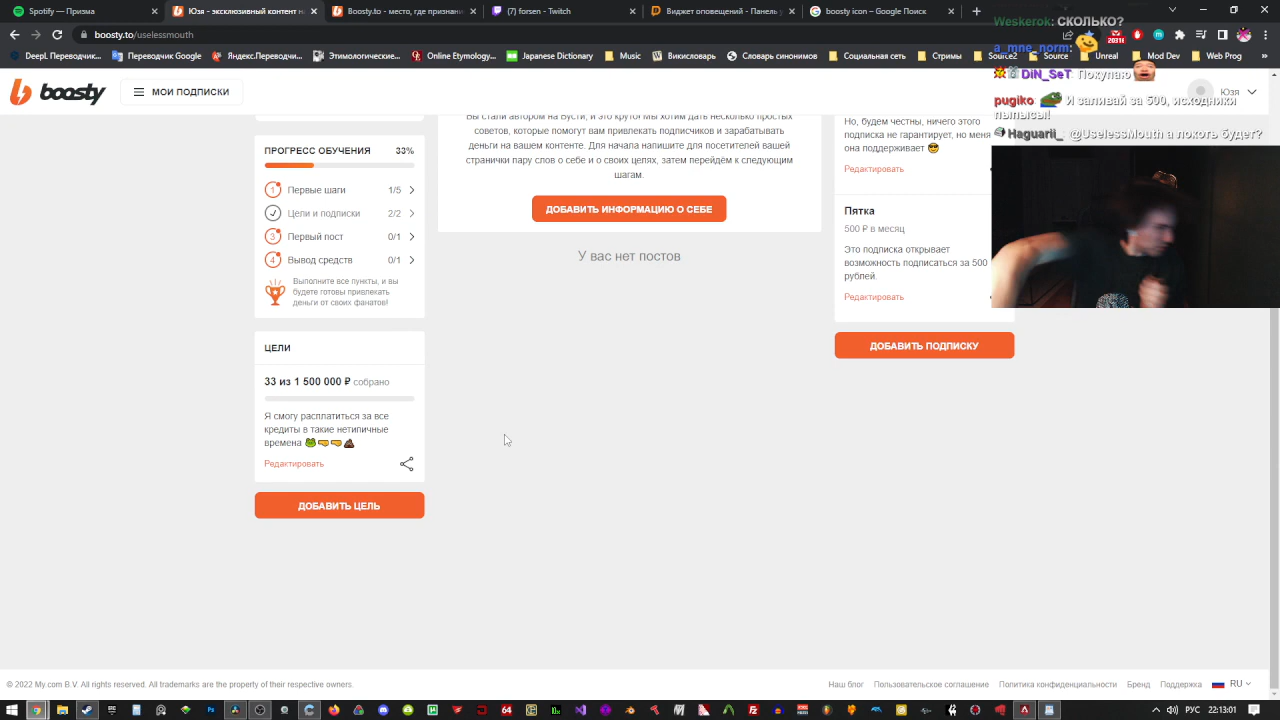 Spotify — Плеер
Юзя - эксклюзивный контент н
Boosty — место, где признание
(7) forsen - Twitch
Виджет оповещений - Панель у
boosty icon – Google Поиск
boosty.to/uselessmouth
DeepL Переводчик...
Переводчик Google
(4) Кроссплатфо...
Этимологический...
Online Etymology...
Japanese Dictionary
Music
Викисловарь
Словарь синонимов
Социальная сеть
Стримы
Unreal
Web Prog
boosty
МОИ ПОДПИСКИ
Юзя
Weskerok: СКОЛЬКО?
a_mne_norm:
DiN_SeT: Покупаю
pugiko И заливай за 500, исходники
пыпысы!
Haguarii_: @UselessMouth а локоть будет?
Вы стали автором на Бусти, и это круто! Мы хотим дать несколько простых
советов, которые помогут вам привлекать подписчиков и зарабатывать
деньги на вашем контенте. Для начала напишите для посетителей вашей
странички пару слов о себе и о своих целях, затем перейдём к следующим
шагам.
ДОБАВИТЬ ИНФОРМАЦИЮ О СЕБЕ
У вас нет постов
ПРОГРЕСС ОБУЧЕНИЯ 33%
1 Первые шаги 1/5
Цели и подписки 2/2
3 Первый пост 0/1
4 Вывод средств 0/1
Выполните все пункты, и вы
будете готовы привлекать
деньги от своих фанатов!
ЦЕЛИ
33 из 1 500 000 ₽ собрано
Я смогу расплатиться за все
кредиты в такие нетипичные
времена 🐸🤜🤜💩
Редактировать
ДОБАВИТЬ ЦЕЛЬ
Но, будем честны, ничего этого
подписка не гарантирует, но меня
она поддерживает 😎
Редактировать
Пятка
500 ₽ в месяц
Это подписка открывает
возможность подписаться за 500
рублей.
Редактировать
ДОБАВИТЬ ПОДПИСКУ
© 2022 My.com B.V. All rights reserved. All trademarks are the property of their respective owners.
Наш блог Пользовательское соглашение Политика конфиденциальности Бренд Поддержка RU
РУС 22:13:01